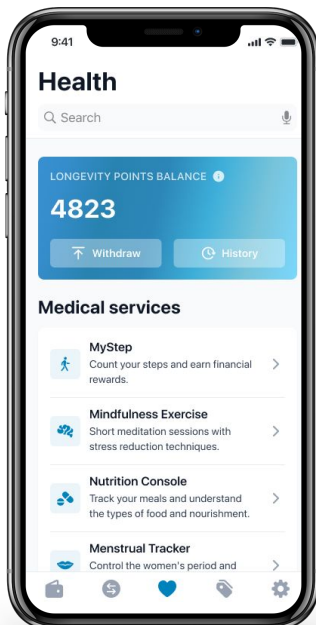 9:41
Health
Search
LONGEVITY POINTS BALANCE
4823
Withdraw
History
Medical services
MyStep
Count your steps and earn financial
rewards.
Mindfulness Exercise
Short meditation sessions with
stress reduction techniques.
Nutrition Console
Track your meals and understand
the types of food and nourishment.
Menstrual Tracker
Control the women's period and